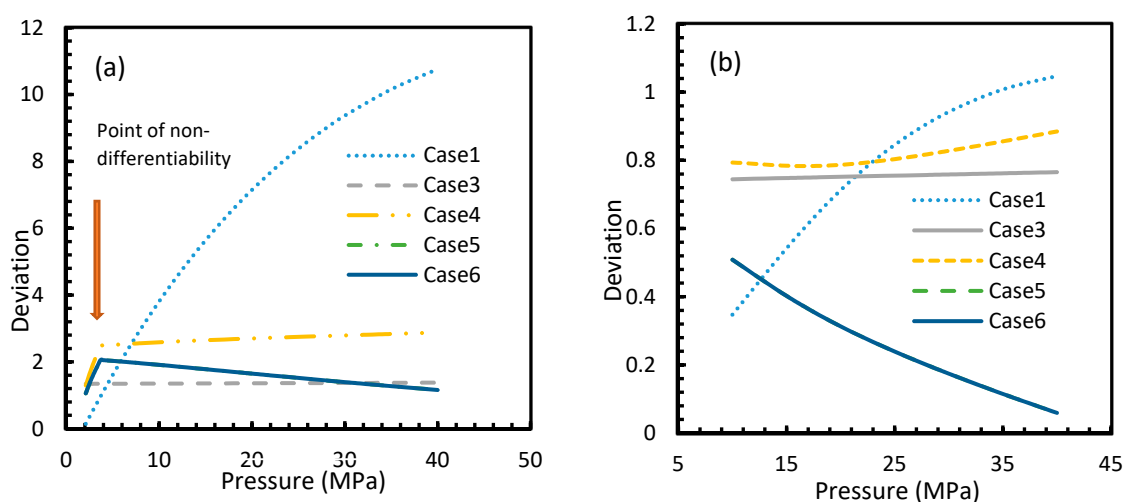 (a)
Point of non-
differentiability
Case1
Case3
Case4
Case5
Case6
12
10
8
6
4
2
0
Deviation
0
10
20
30
40
50
Pressure (MPa)
(b)
Case1
Case3
Case4
Case5
Case6
1.2
1
0.8
0.6
0.4
0.2
0
Deviation
5
15
25
35
45
Pressure (MPa)